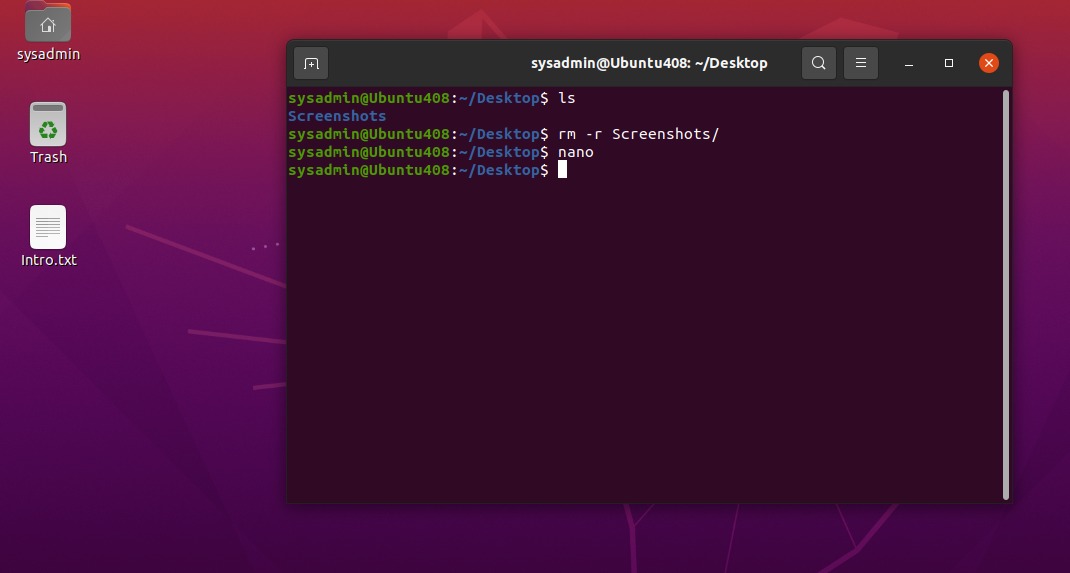 sysadmin
Trash
Intro.txt
sysadmin@Ubuntu408: ~/Desktop
sysadmin@Ubuntu408:~/Desktop$ ls
Screenshots
sysadmin@Ubuntu408:~/Desktop$ rm -r Screenshots/
sysadmin@Ubuntu408:~/Desktop$ nano
sysadmin@Ubuntu408:~/Desktop$